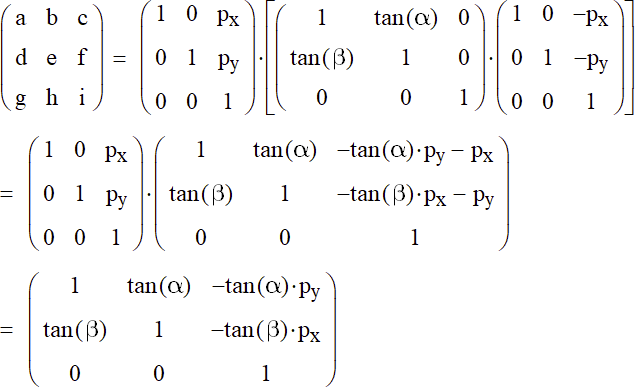 a b c 1 0 px 1 tan(α) 0 1 0 −px
d e f = 0 1 py · tan(β) 1 0 · 0 1 −py
g h i 0 0 1 0 0 1 0 0 1
1 0 px 1 tan(α) −tan(α)·py − px
= 0 1 py · tan(β) 1 −tan(β)·px − py
0 0 1 0 0 1
1 tan(α) −tan(α)·py
= tan(β) 1 −tan(β)·px
0 0 1